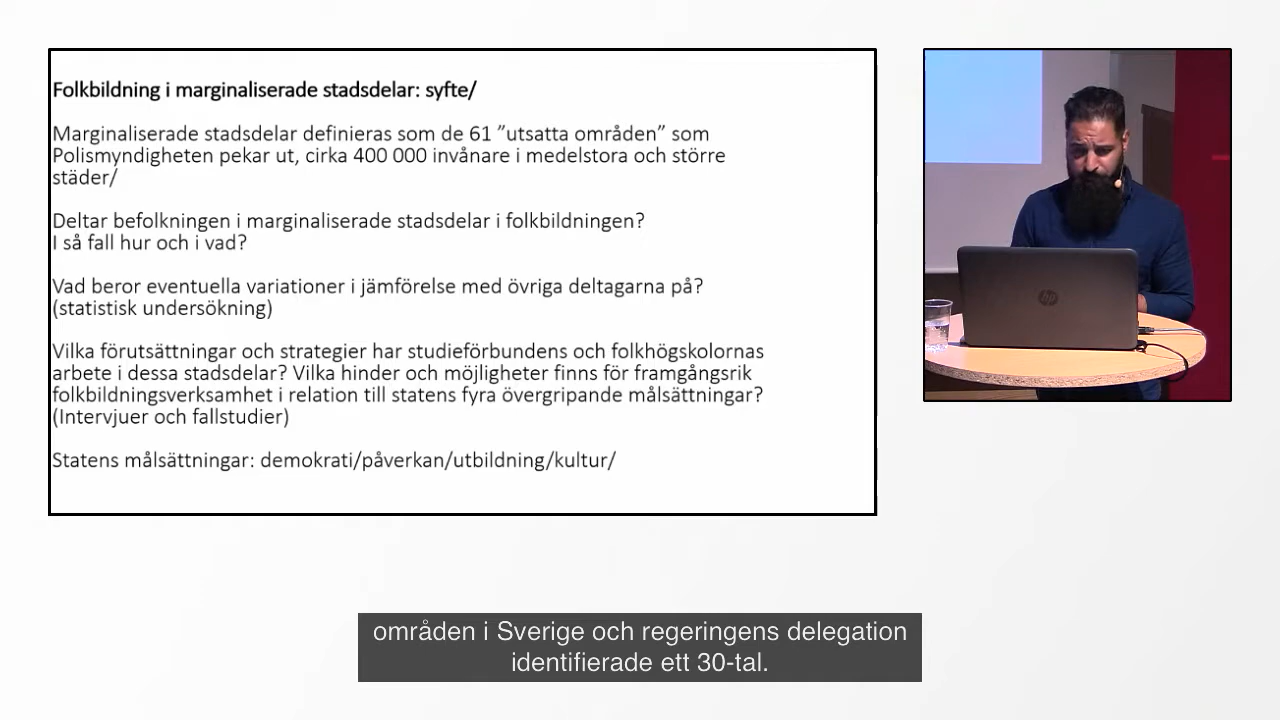 Folkbildning i marginaliserade stadsdelar: syfte/
Marginaliserade stadsdelar definieras som de 61 ”utsatta områden” som
Polismyndigheten pekar ut, cirka 400 000 invånare i medelstora och större
städer/
Deltar befolkningen i marginaliserade stadsdelar i folkbildningen?
I så fall hur och i vad?
Vad beror eventuella variationer i jämförelse med övriga deltagarna på?
(statistisk undersökning)
Vilka förutsättningar och strategier har studieförbundens och folkhögskolornas
arbete i dessa stadsdelar? Vilka hinder och möjligheter finns för framgångsrik
folkbildningsverksamhet i relation till statens fyra övergripande målsättningar?
(Intervjuer och fallstudier)
Statens målsättningar: demokrati/påverkan/utbildning/kultur/
hp
områden i Sverige och regeringens delegation
identifierade ett 30-tal.